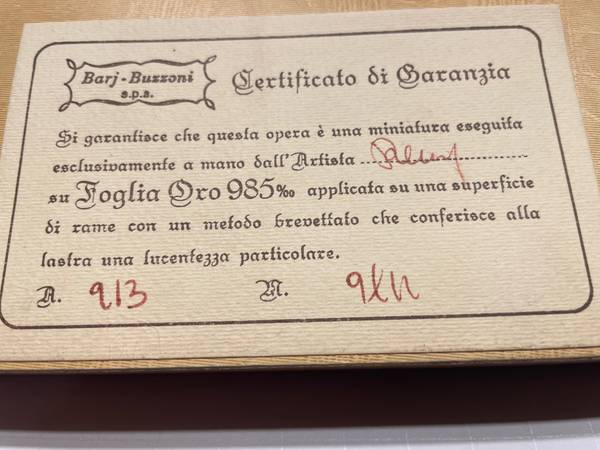 Barj-Buzzoni
s.p.a.
Certificato di Garanzia
Si garantisce che questa opera è una miniatura eseguita
esclusivamente a mano dall'Artista ......................
su Foglia Oro 985‰ applicata su una superficie
di rame con un metodo brevettato che conferisce alla
lastra una lucentezza particolare.
A. 913 M.